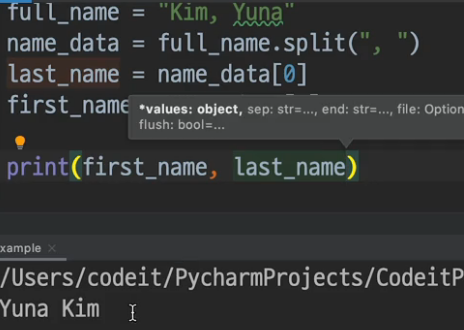 full_name = "Kim, Yuna"
name_data = full_name.split(", ")
last_name = name_data[0]
first_name
*values: object, sep: str=..., end: str=..., file: Option
flush: bool=...
print(first_name, last_name)
xample
/Users/codeit/PycharmProjects/CodeitP
Yuna Kim